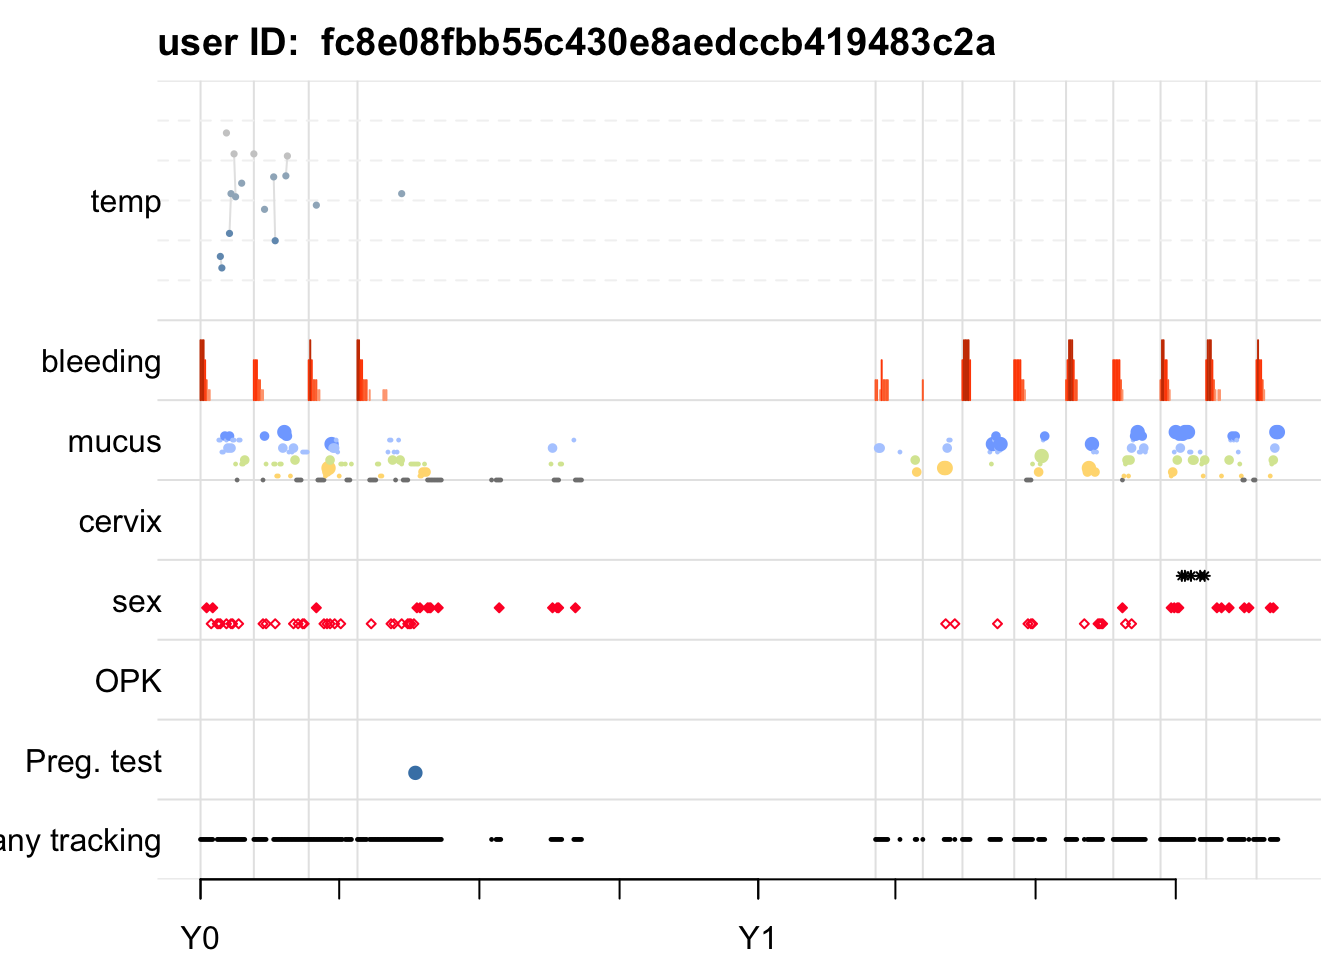 user ID:  fc8e08fbb55c430e8aedccb419483c2a
temp
bleeding
mucus
cervix
sex
OPK
Preg. test
any tracking
Y0 Y1